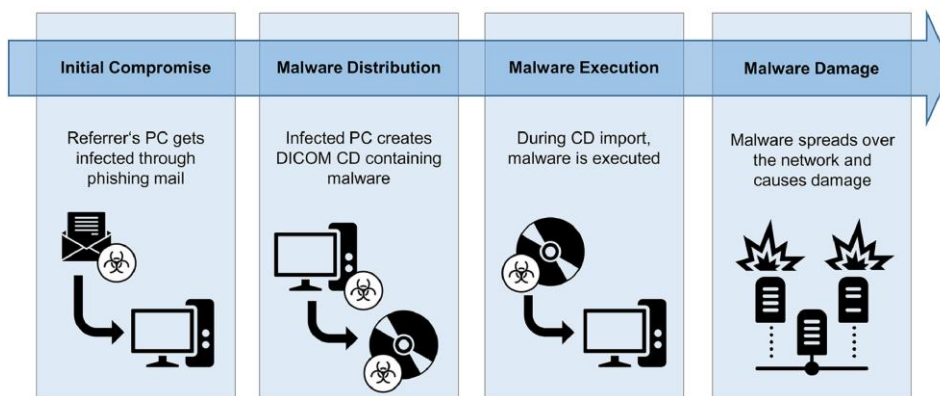 Initial Compromise
Malware Distribution
Malware Execution
Malware Damage
Referrer's PC gets
infected through
phishing mail
Infected PC creates
DICOM CD containing
malware
During CD import,
malware is executed
Malware spreads over
the network and
causes damage